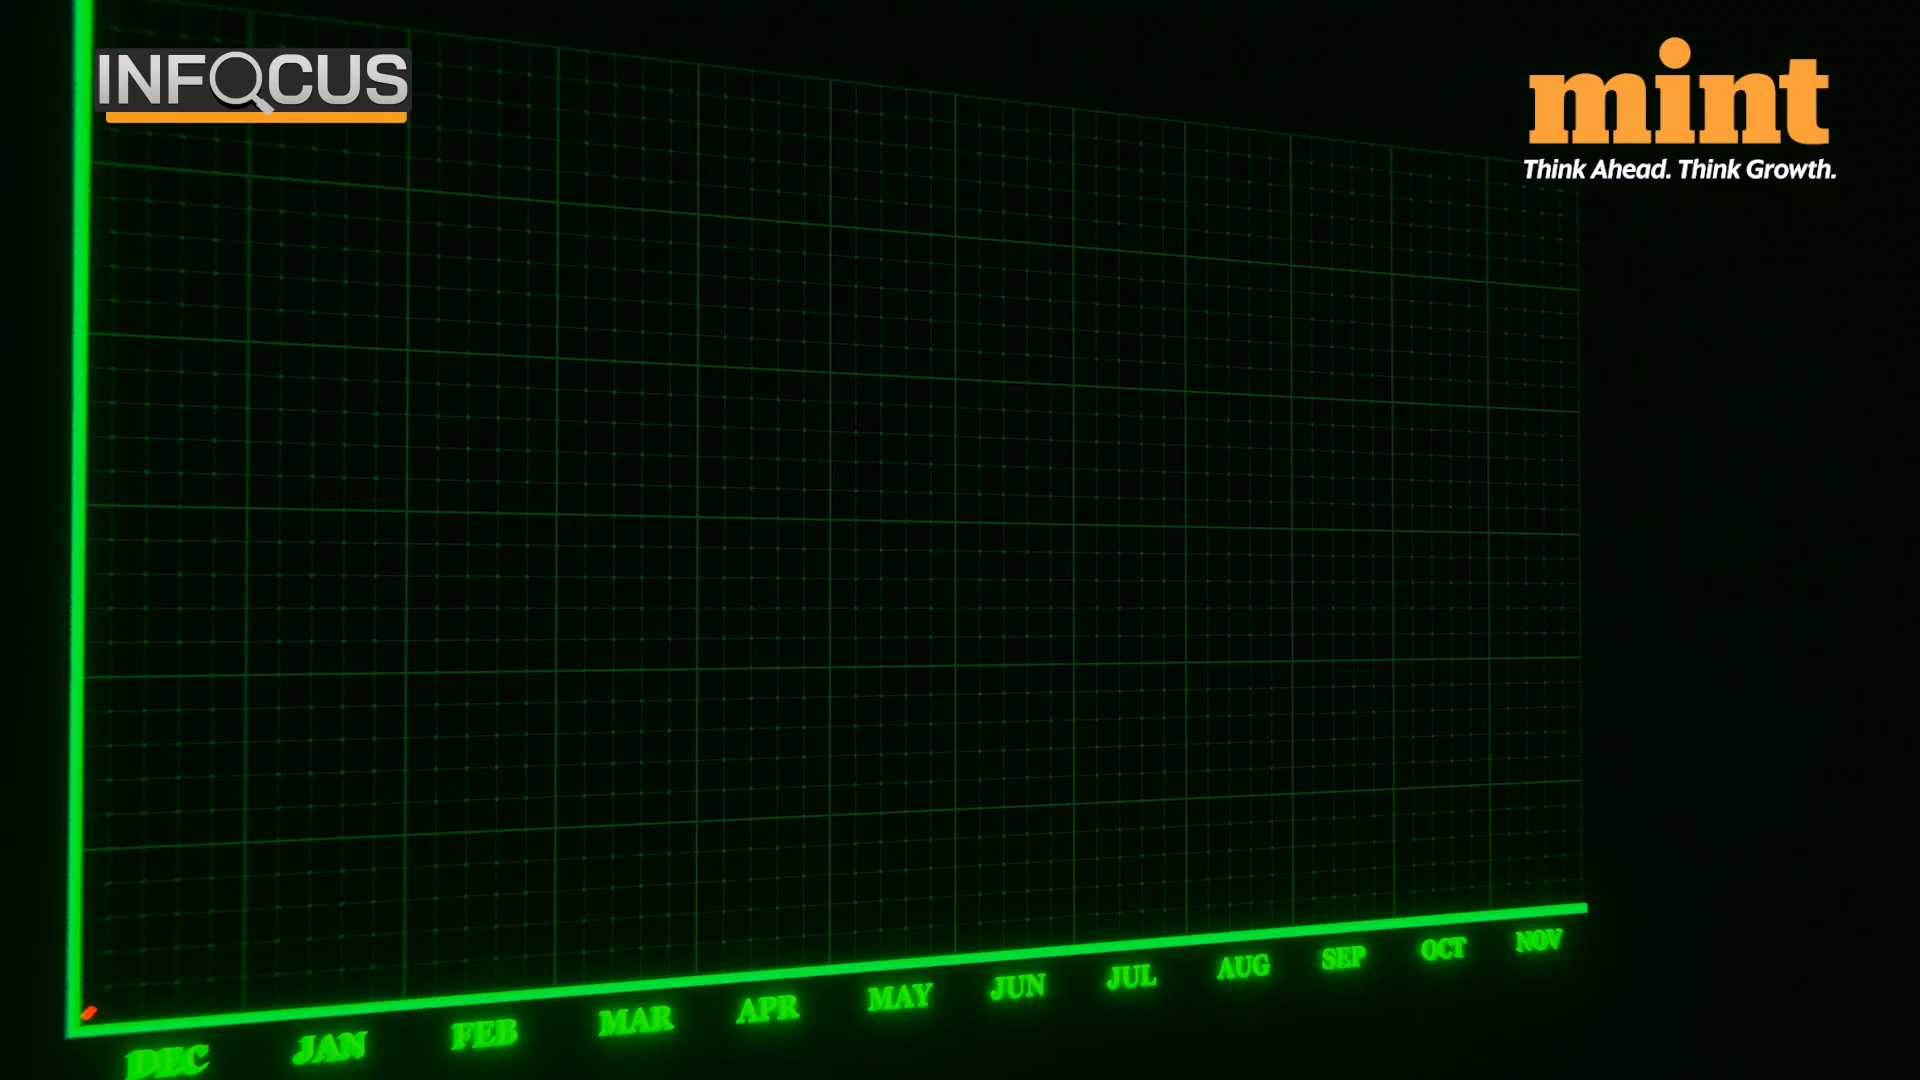 INFOCUS
mint
Think Ahead. Think Growth.
DEC JAN FEB MAR APR MAY JUN JUL AUG SEP OCT NOV